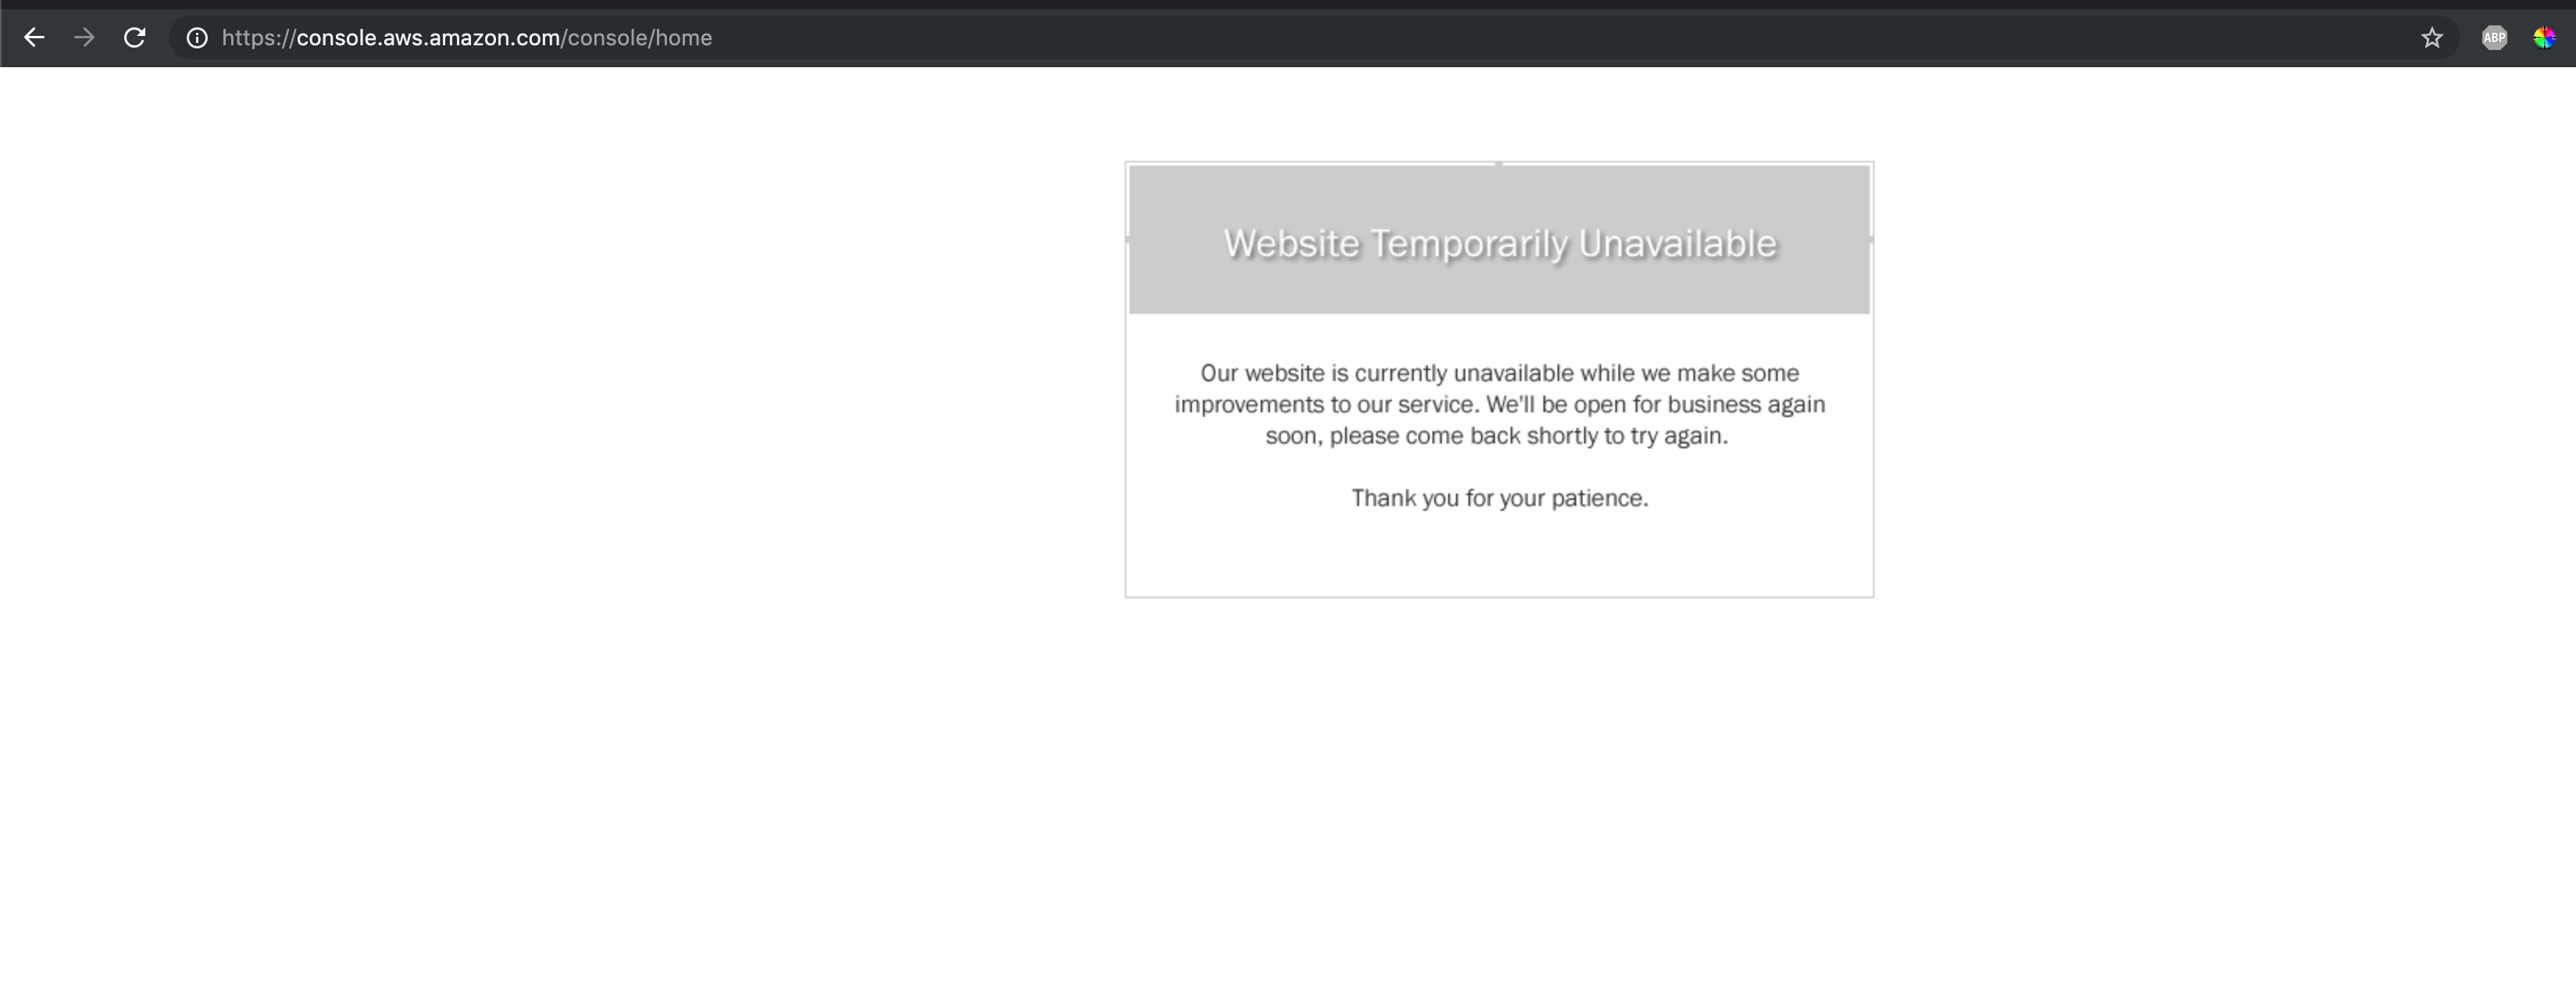 https://console.aws.amazon.com/console/home
ABP
Website Temporarily Unavailable
Our website is currently unavailable while we make some
improvements to our service. We'll be open for business again
soon, please come back shortly to try again.
Thank you for your patience.